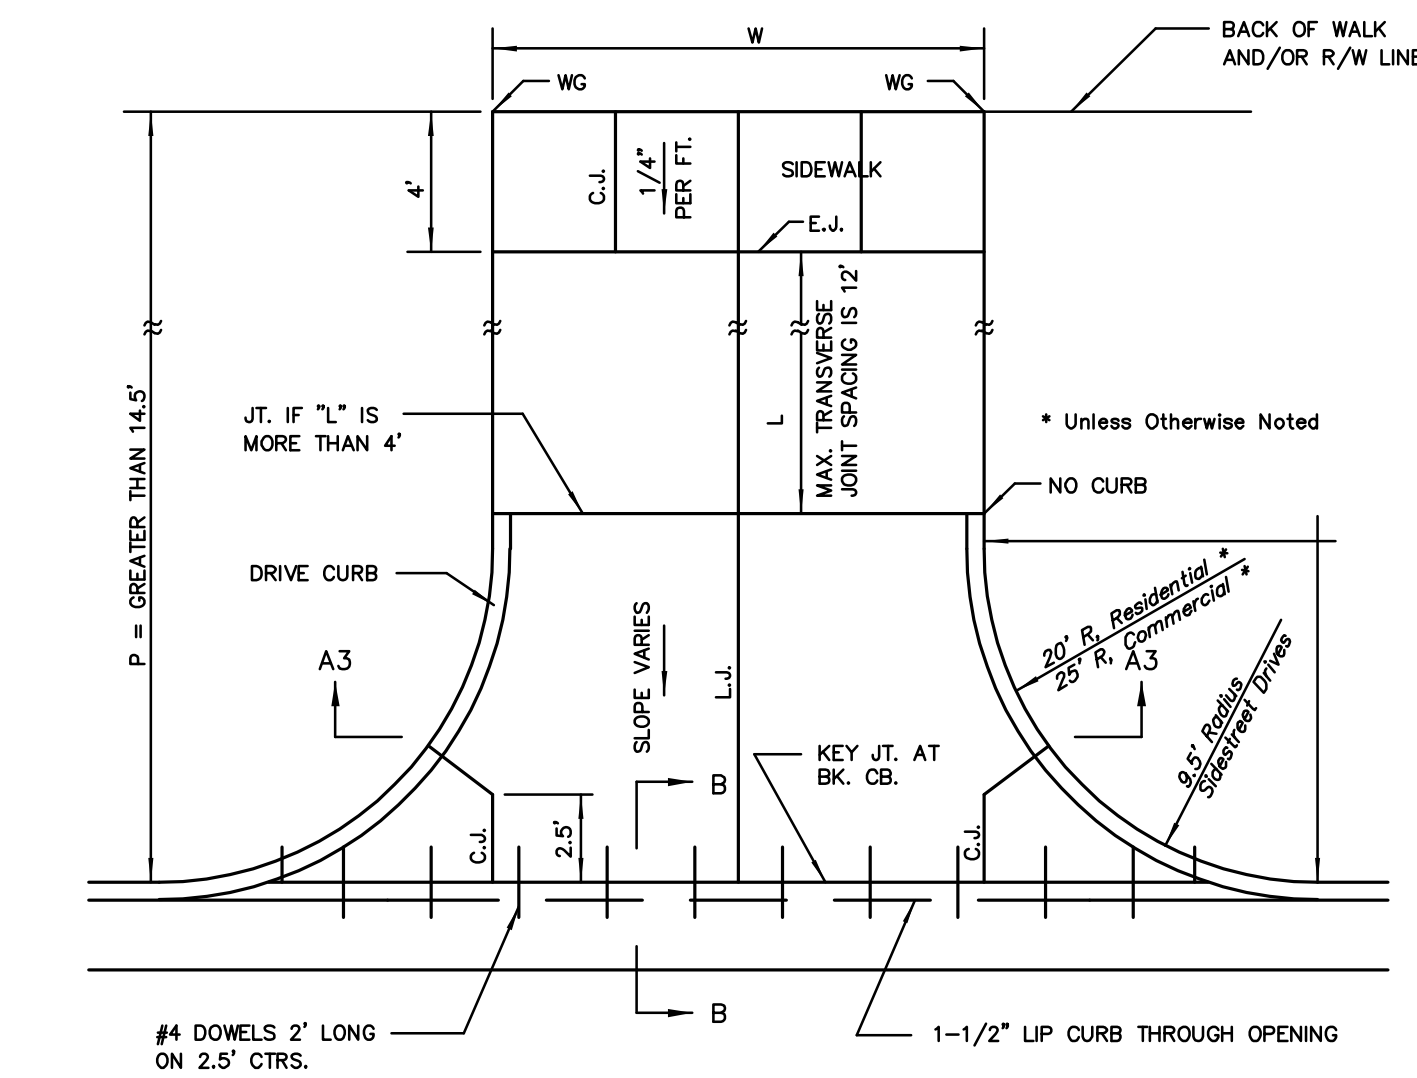 W
BACK OF WALK
AND/OR R/W LINE
WG
WG
4'
C.J.
1/4"
PER FT.
SIDEWALK
E.J.
P = GREATER THAN 14.5'
JT. IF "L" IS
MORE THAN 4'
L
MAX. TRANSVERSE
JOINT SPACING IS 12'
* Unless Otherwise Noted
NO CURB
DRIVE CURB
20' R, Residential *
25' R, Commercial *
A3
A3
SLOPE VARIES
L.J.
9.5' Radius
Sidestreet Drives
KEY JT. AT
BK. CB.
B
C.J.
2.5'
C.J.
B
#4 DOWELS 2' LONG
ON 2.5' CTRS.
1-1/2" LIP CURB THROUGH OPENING